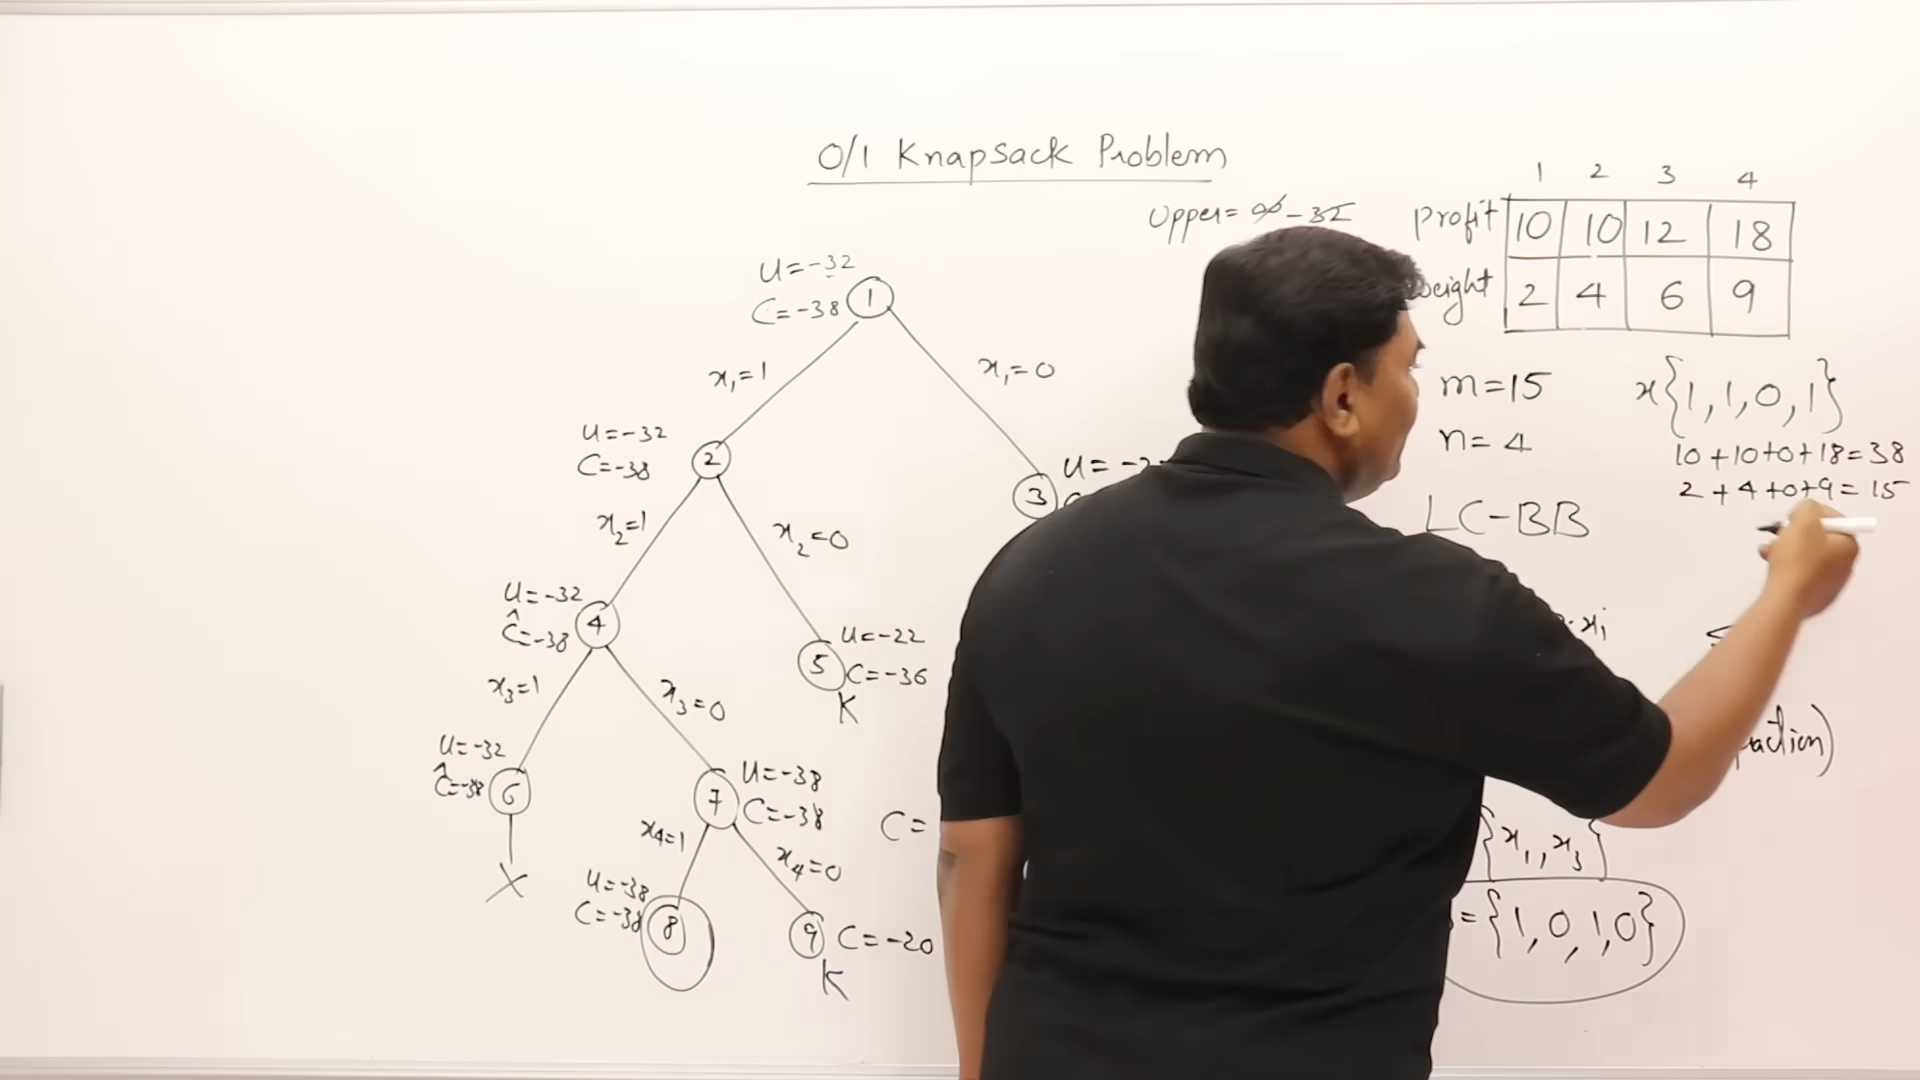 0/1 Knapsack Problem
1 2 3 4
profit 10 10 12 18
weight 2 4 6 9
Upper= ∞ -32
m=15
n=4
x{1,1,0,1}
10+10+0+18=38
2+4+0+9=15
LC-BB
{x₁,x₃}
={1,0,1,0}
U=-32
C=-38
1
x₁=1
x₁=0
U=-32
C=-38
2
3
U=
x₂=1
x₂=0
U=-32
Ĉ=-38
4
U=-22
5
C=-36
K
x₃=1
x₃=0
U=-32
Ĉ=-38
6
X
U=-38
7
C=-38
C=
x₄=1
x₄=0
U=-38
C=-38
8
9
C=-20
K